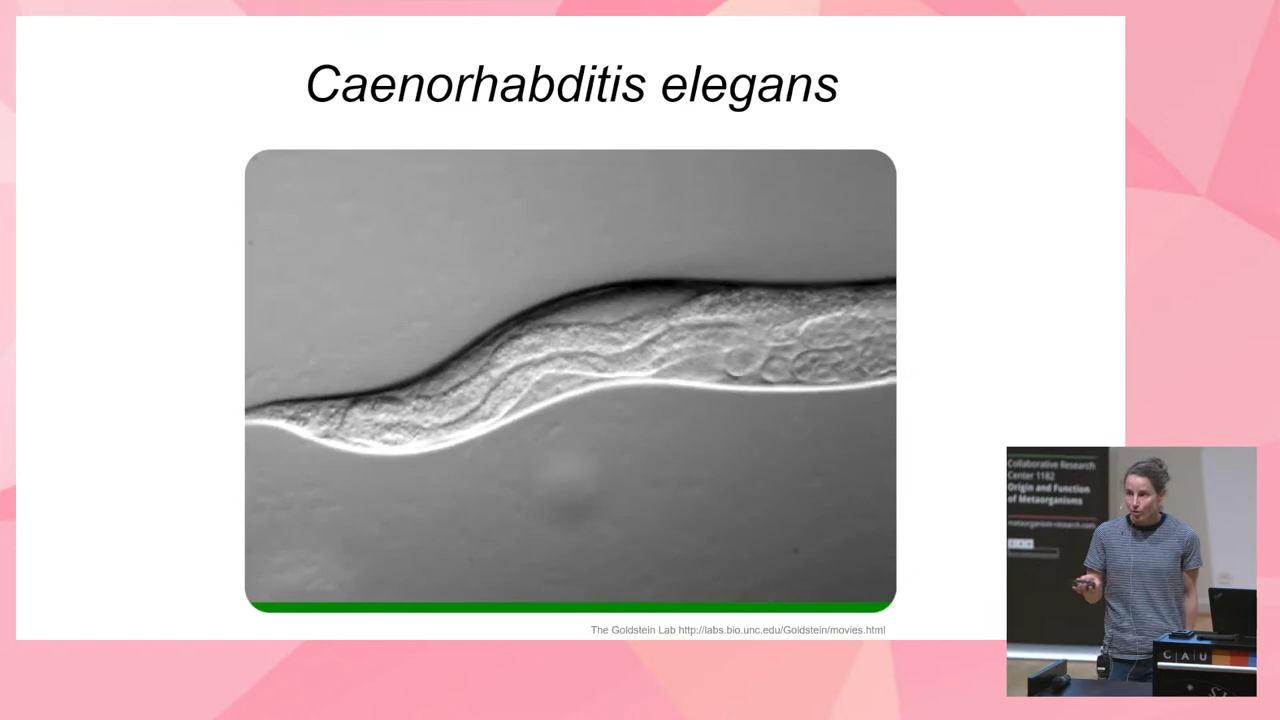 Caenorhabditis elegans
The Goldstein Lab http://labs.bio.unc.edu/Goldstein/movies.html
Collaborative Research
Center 1182
Origin and Function
of Metaorganisms
metaorganism-research.com
C | A | U